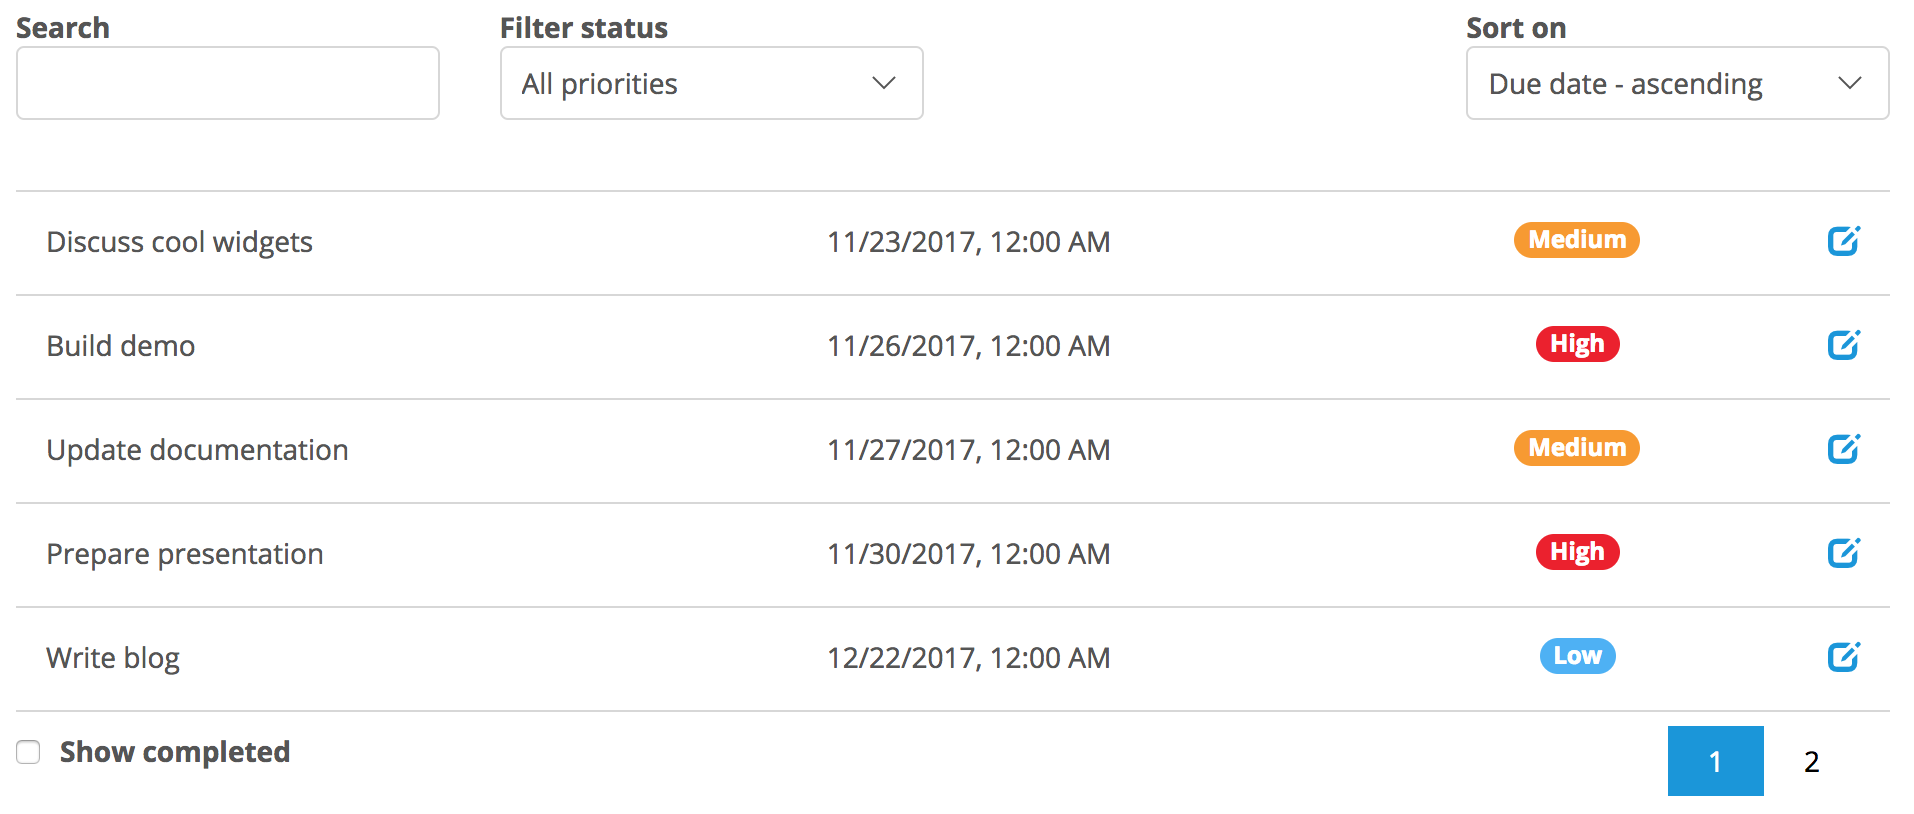 Search Filter status Sort on
All priorities Due date - ascending
Discuss cool widgets 11/23/2017, 12:00 AM Medium
Build demo 11/26/2017, 12:00 AM High
Update documentation 11/27/2017, 12:00 AM Medium
Prepare presentation 11/30/2017, 12:00 AM High
Write blog 12/22/2017, 12:00 AM Low
Show completed 1 2